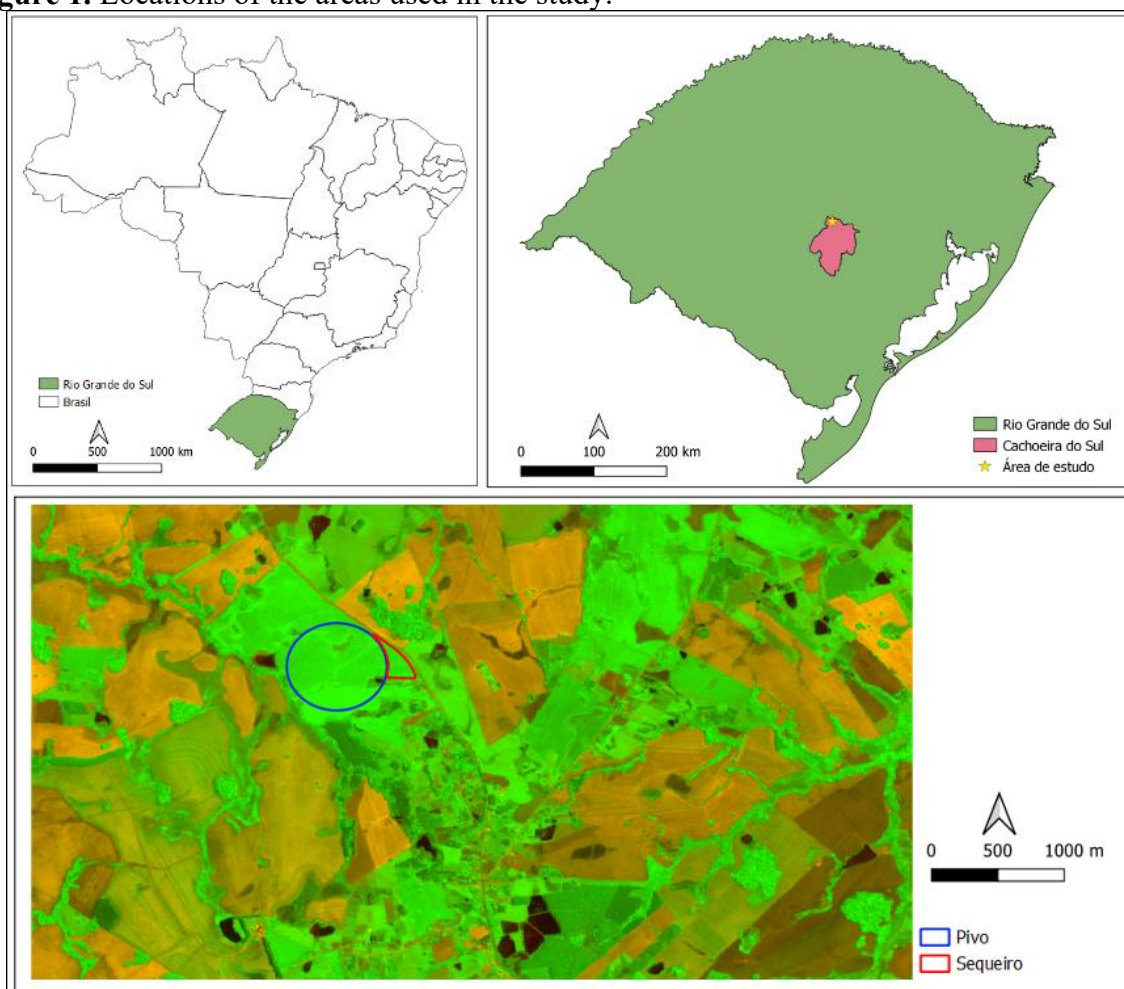 gure 1. Locations of the areas used in the study.
Rio Grande do Sul
Brasil
0 500 1000 km
Rio Grande do Sul
Cachoeira do Sul
Área de estudo
0 100 200 km
0 500 1000 m
Pivo
Sequeiro